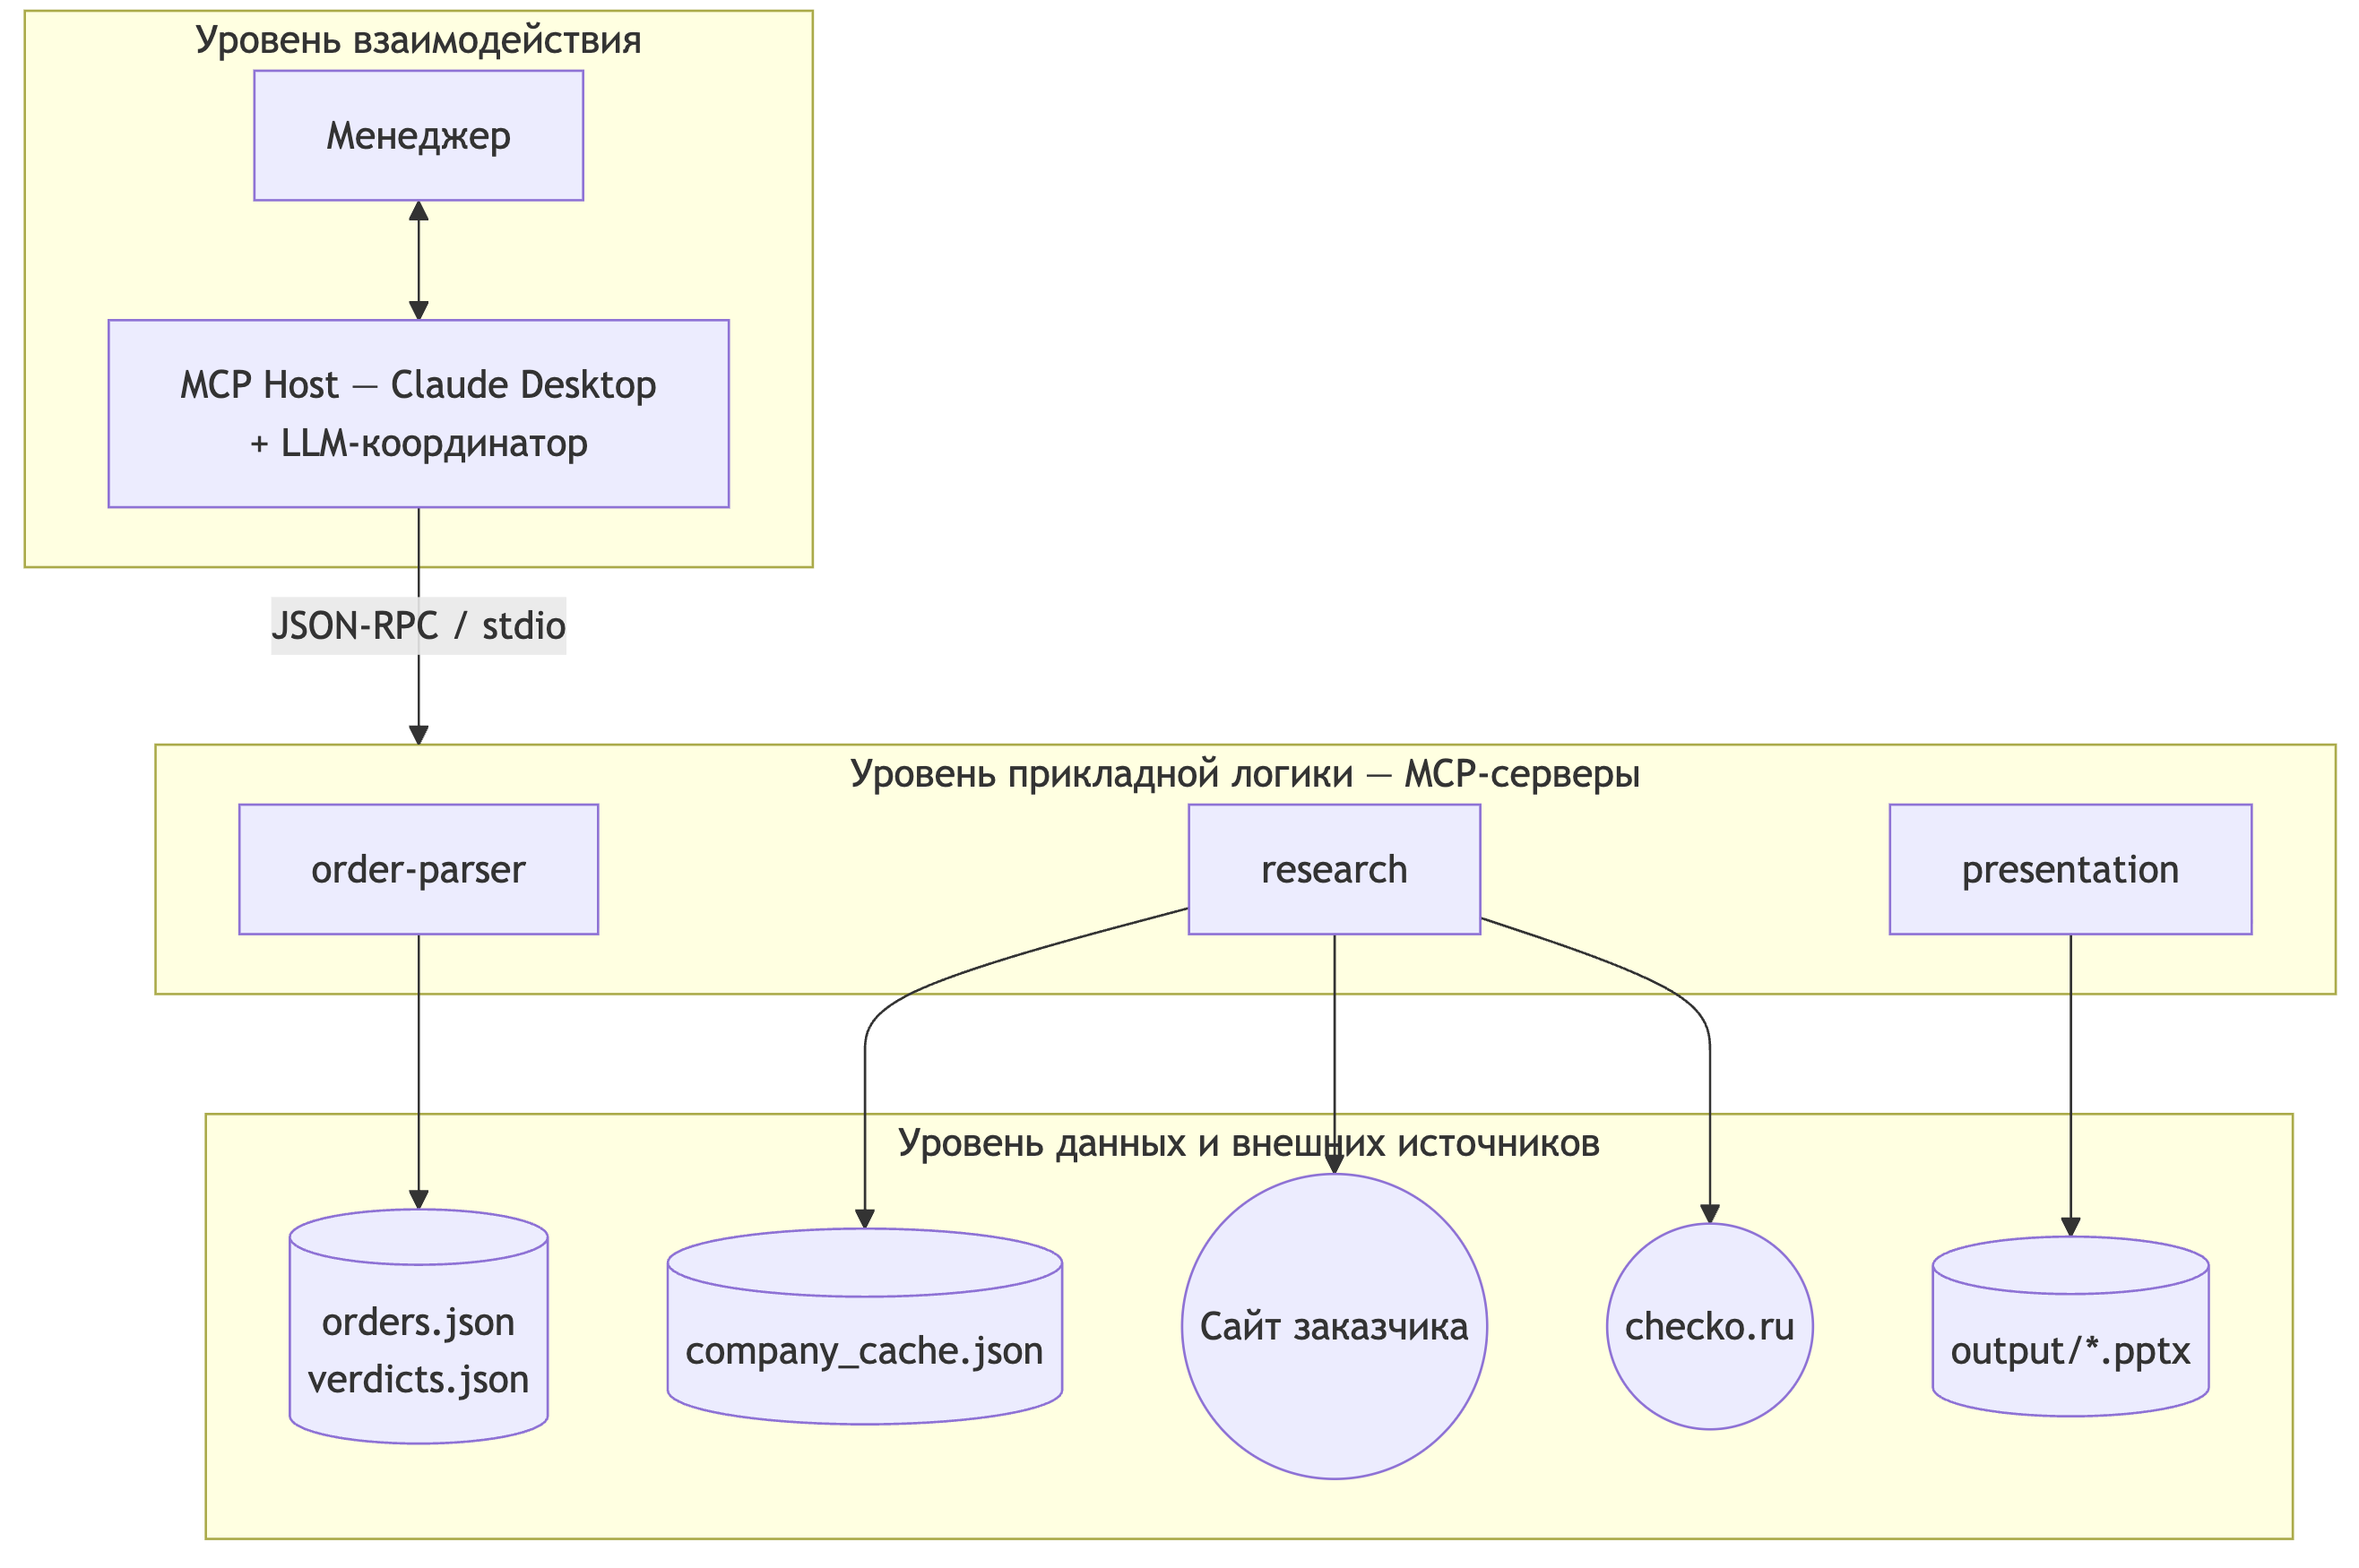 Уровень взаимодействия
Менеджер
MCP Host — Claude Desktop
+ LLM-координатор
JSON-RPC / stdio
Уровень прикладной логики — MCP-серверы
order-parser
research
presentation
Уровень данных и внешних источников
orders.json
verdicts.json
company_cache.json
Сайт заказчика
checko.ru
output/*.pptx